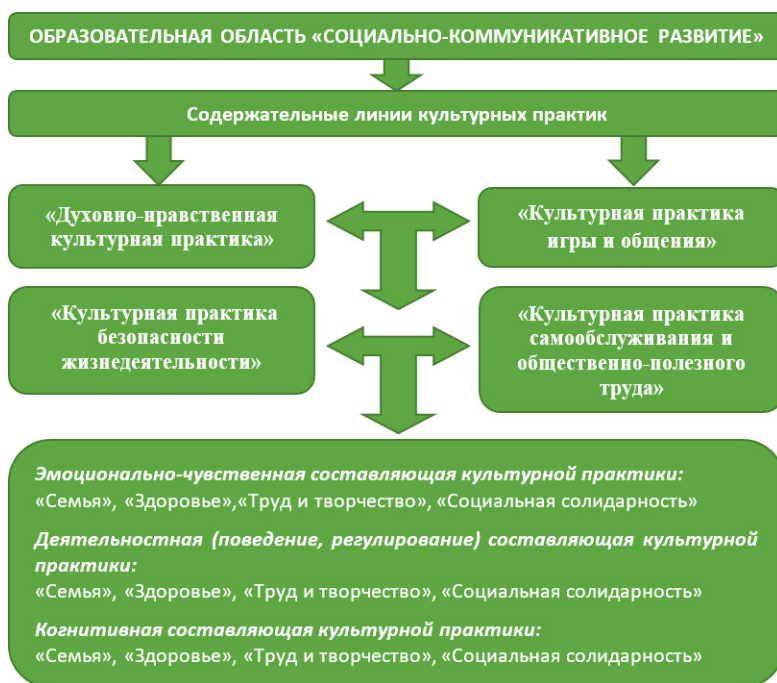 ОБРАЗОВАТЕЛЬНАЯ ОБЛАСТЬ «СОЦИАЛЬНО-КОММУНИКАТИВНОЕ РАЗВИТИЕ»
Содержательные линии культурных практик
«Духовно-нравственная
культурная практика»
«Культурная практика
игры и общения»
«Культурная практика
безопасности
жизнедеятельности»
«Культурная практика
самообслуживания и
общественно-полезного
труда»
Эмоционально-чувственная составляющая культурной практики:
«Семья», «Здоровье»,«Труд и творчество», «Социальная солидарность»
Деятельностная (поведение, регулирование) составляющая культурной
практики:
«Семья», «Здоровье», «Труд и творчество», «Социальная солидарность»
Когнитивная составляющая культурной практики:
«Семья», «Здоровье», «Труд и творчество», «Социальная солидарность»